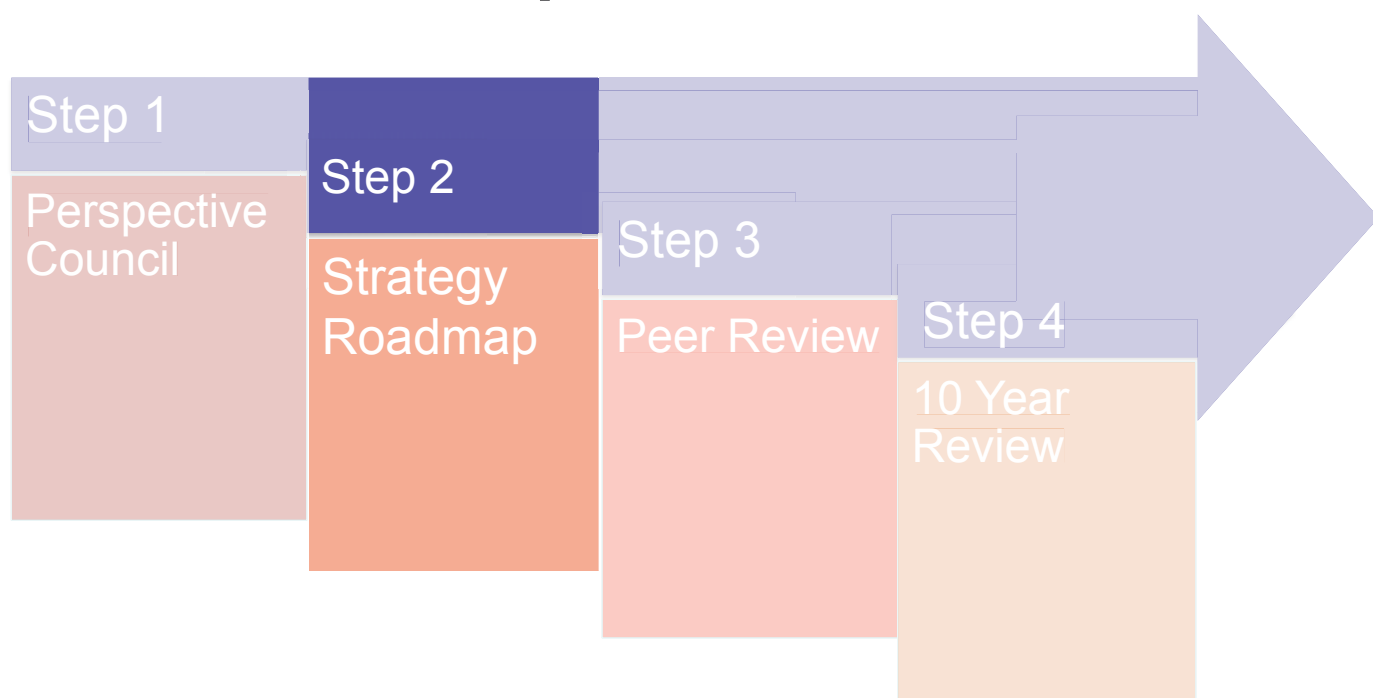 Step 1
Perspective
Council
Step 2
Strategy
Roadmap
Step 3
Peer Review
Step 4
10 Year
Review